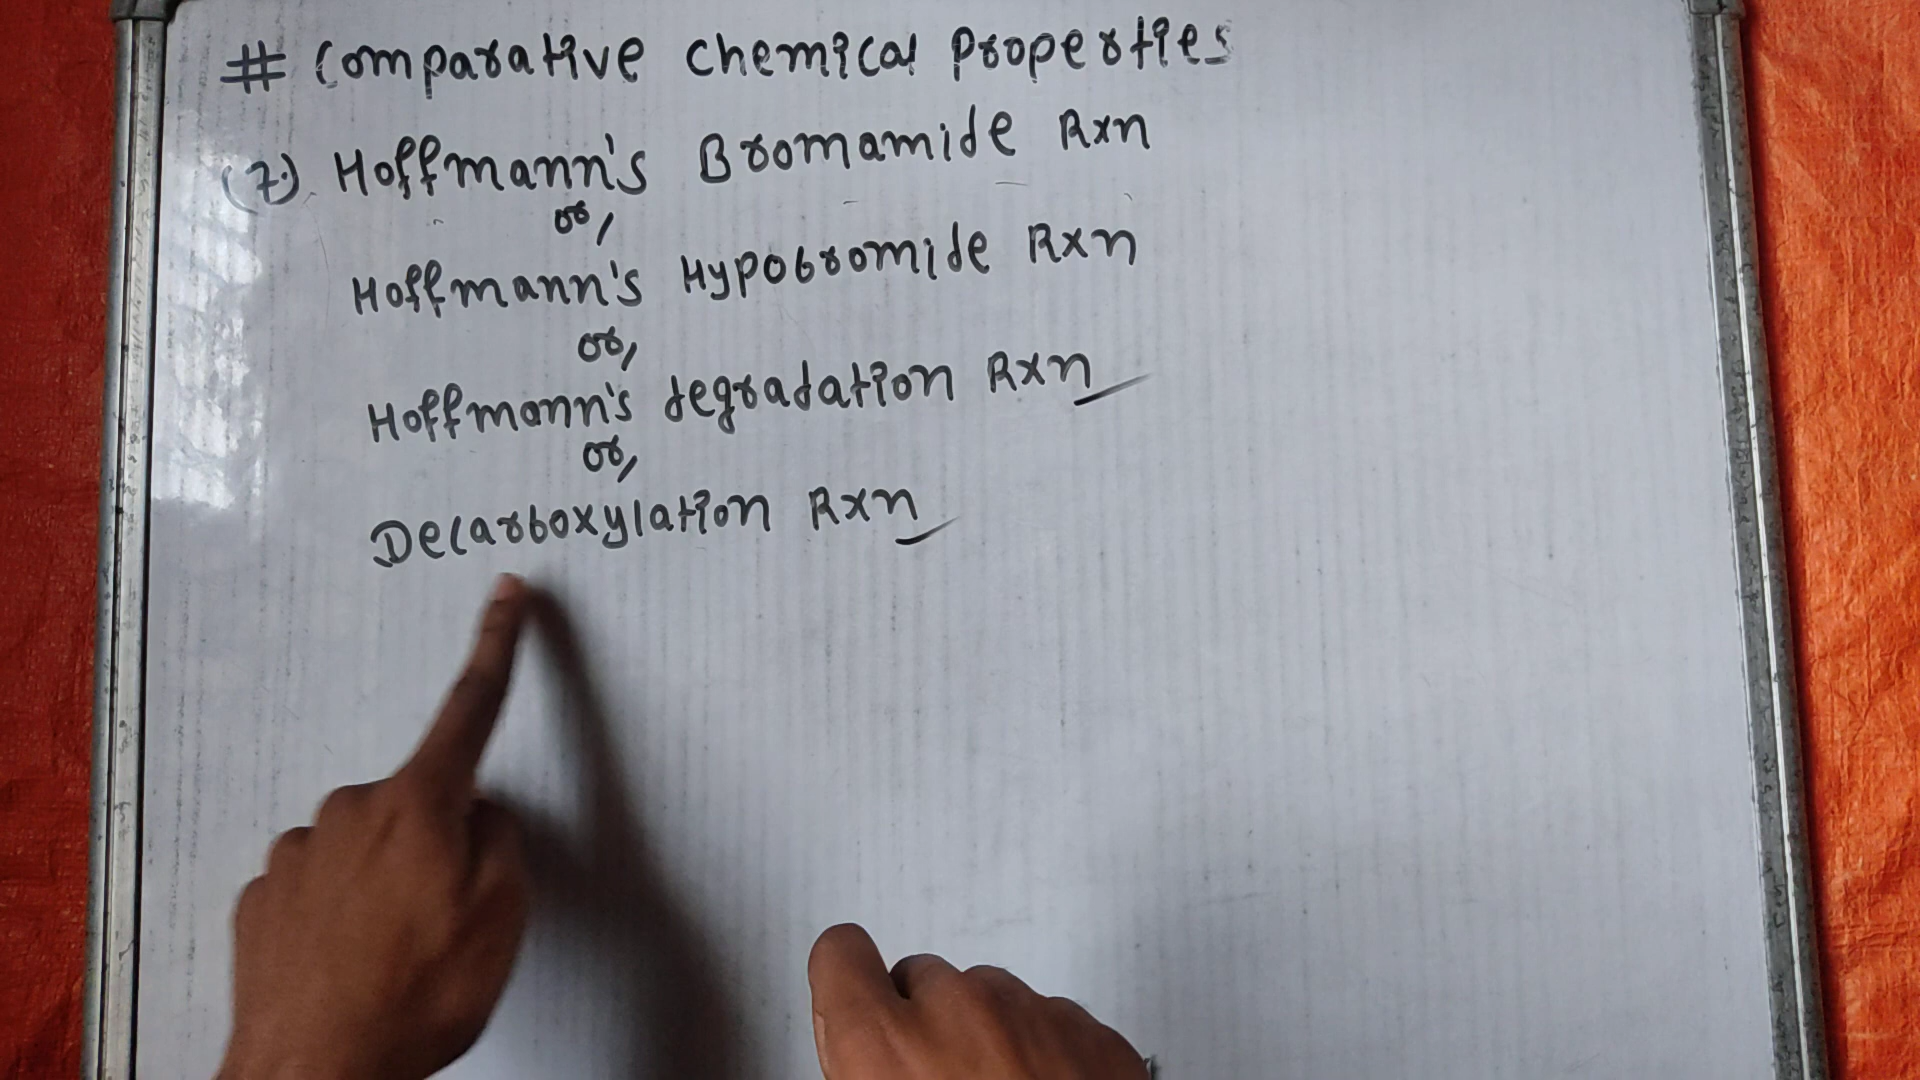 # Comparative Chemical Properties
(7.) Hoffmann's Bromamide Rxn
or,
Hoffmann's Hypobromide Rxn
or,
Hoffmann's degradation Rxn
or,
Decarboxylation Rxn